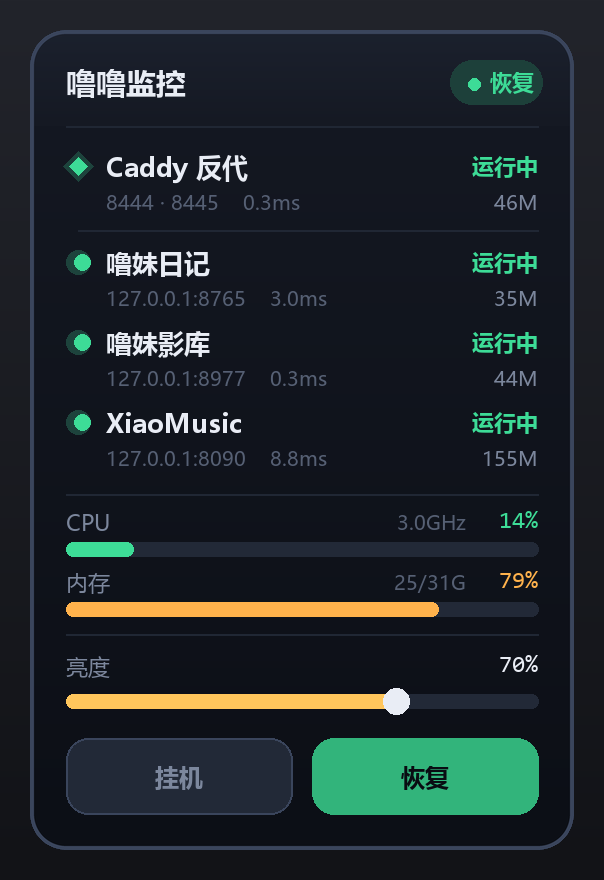 噜噜监控
恢复
Caddy 反代
运行中
8444 · 8445 0.3ms
46M
噜妹日记
运行中
127.0.0.1:8765 3.0ms
35M
噜妹影库
运行中
127.0.0.1:8977 0.3ms
44M
XiaoMusic
运行中
127.0.0.1:8090 8.8ms
155M
CPU 3.0GHz 14%
内存 25/31G 79%
亮度 70%
挂机
恢复